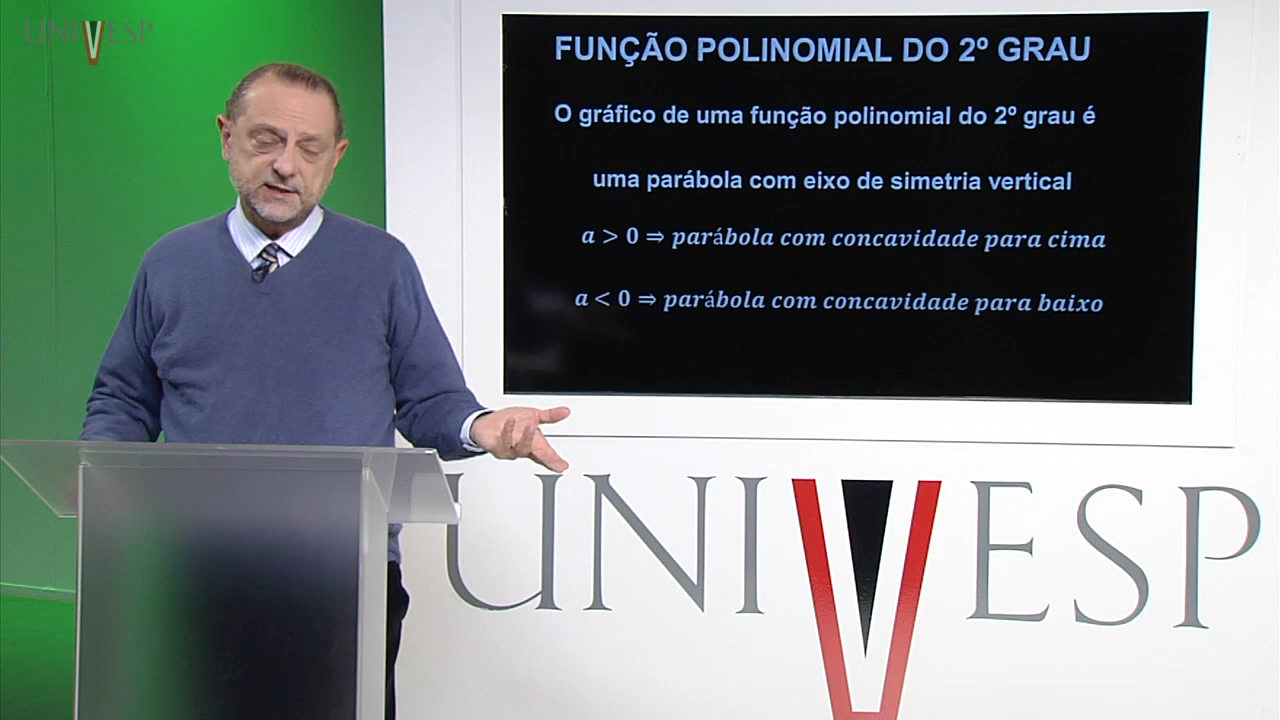 UNIVESP
FUNÇÃO POLINOMIAL DO 2º GRAU
O gráfico de uma função polinomial do 2º grau é
uma parábola com eixo de simetria vertical
a > 0 ⇒ parábola com concavidade para cima
a < 0 ⇒ parábola com concavidade para baixo
UNIVESP